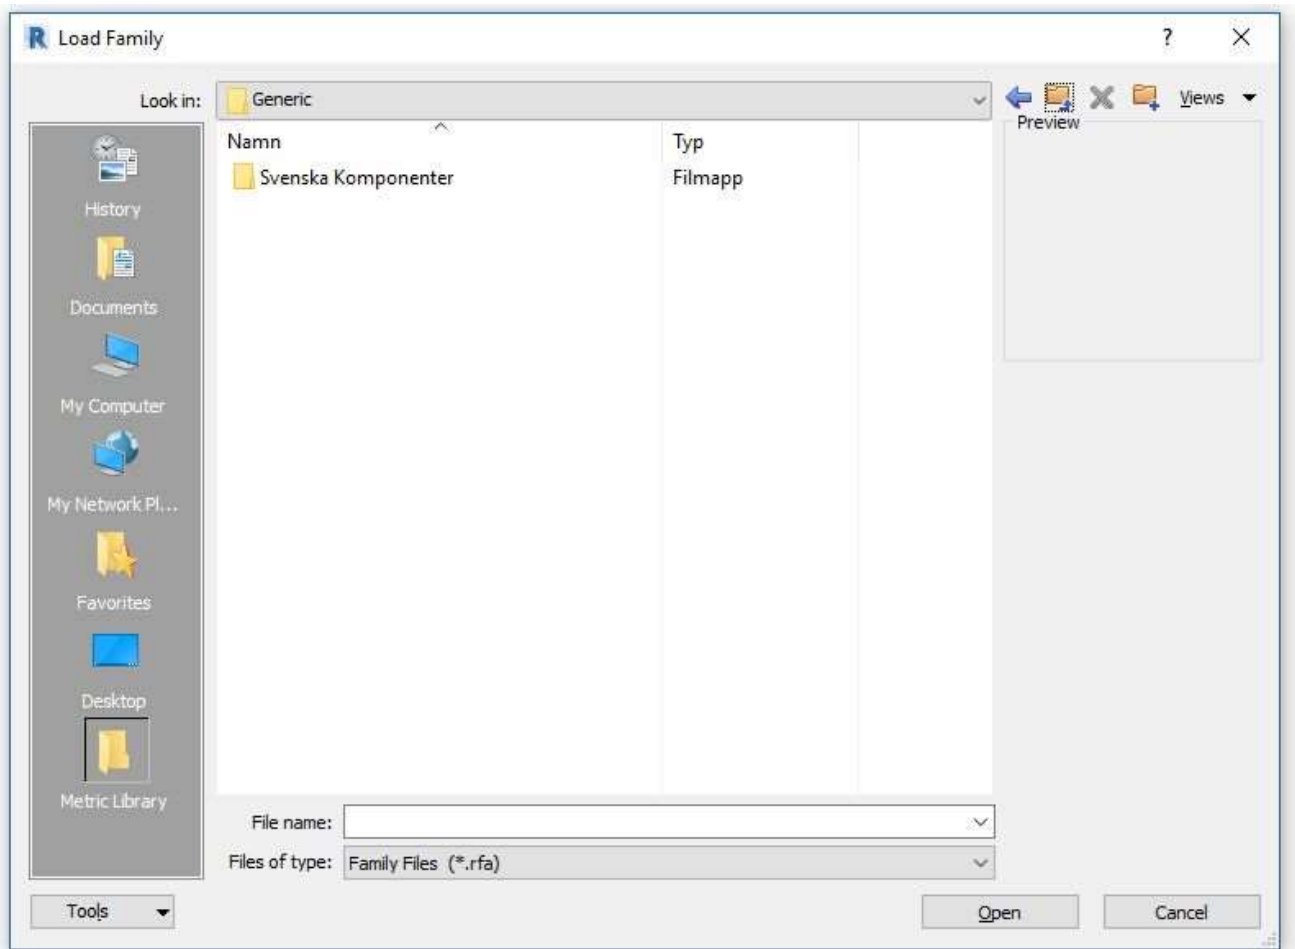 Load Family
?
Look in:
Generic
Views
Preview
Namn
Typ
Svenska Komponenter
Filmapp
History
Documents
My Computer
My Network Pl...
Favorites
Desktop
Metric Library
File name:
Files of type:
Family Files (*.rfa)
Tools
Open
Cancel